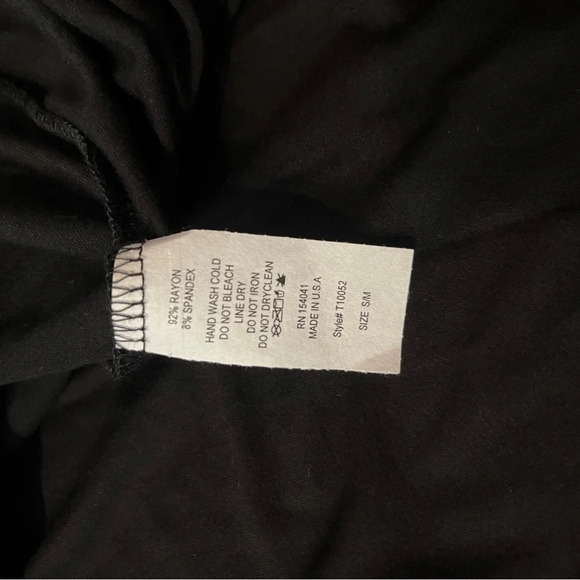 92% RAYON
8% SPANDEX
HAND WASH COLD
DO NOT BLEACH
LINE DRY
DO NOT IRON
DO NOT DRYCLEAN
RN 154041
MADE IN U.S.A
Style# T10052
SIZE S/M